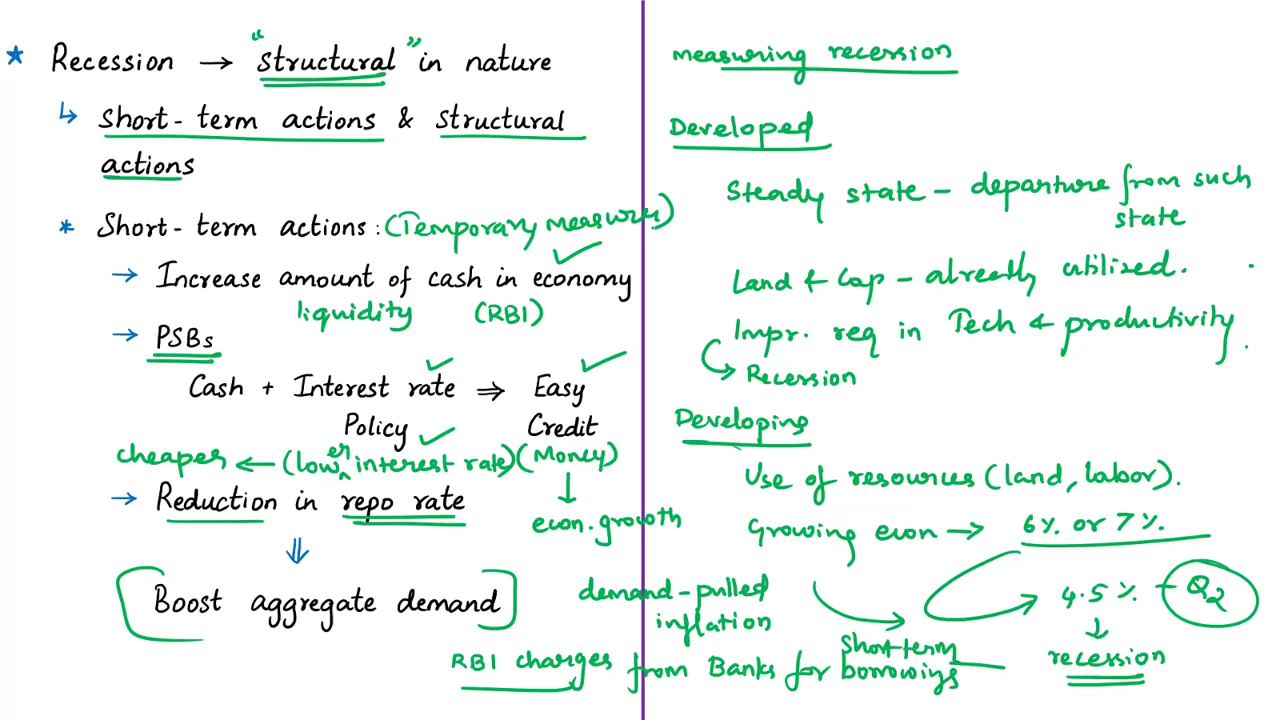 * Recession → "structural" in nature
↳ Short-term actions & structural
actions
* Short-term actions: (Temporary measure)
→ Increase amount of cash in economy
liquidity (RBI)
→ PSBs
Cash + Interest rate ⇒ Easy
Policy Credit
cheaper ← (lower interest rate) (Money)
↓
→ Reduction in repo rate
econ. growth
⇓
Boost aggregate demand
measuring recession
Developed
Steady state - departure from such
state
Land & Cap - already utilized.
Impr. req in Tech & productivity.
↳ Recession
Developing
Use of resources (land, labor).
Growing econ → 6% or 7%.
demand-pulled
inflation
4.5% - Q2
↓
recession
short-term
RBI charges from Banks for borrowings